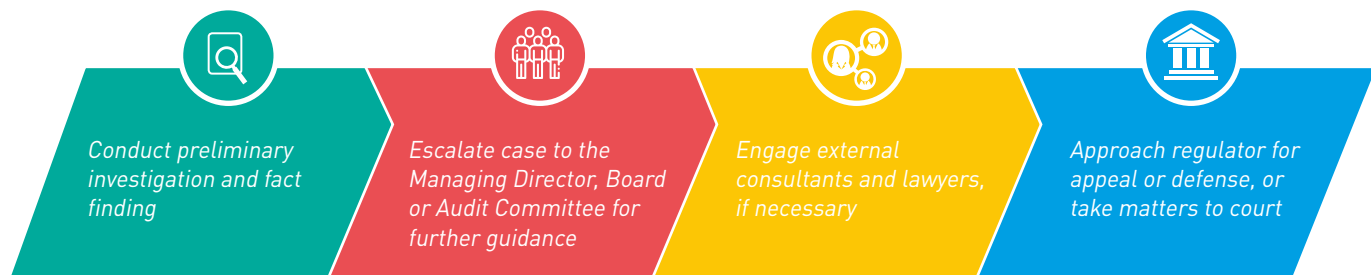 Conduct preliminary
investigation and fact
finding
Escalate case to the
Managing Director, Board
or Audit Committee for
further guidance
Engage external
consultants and lawyers,
if necessary
Approach regulator for
appeal or defense, or
take matters to court